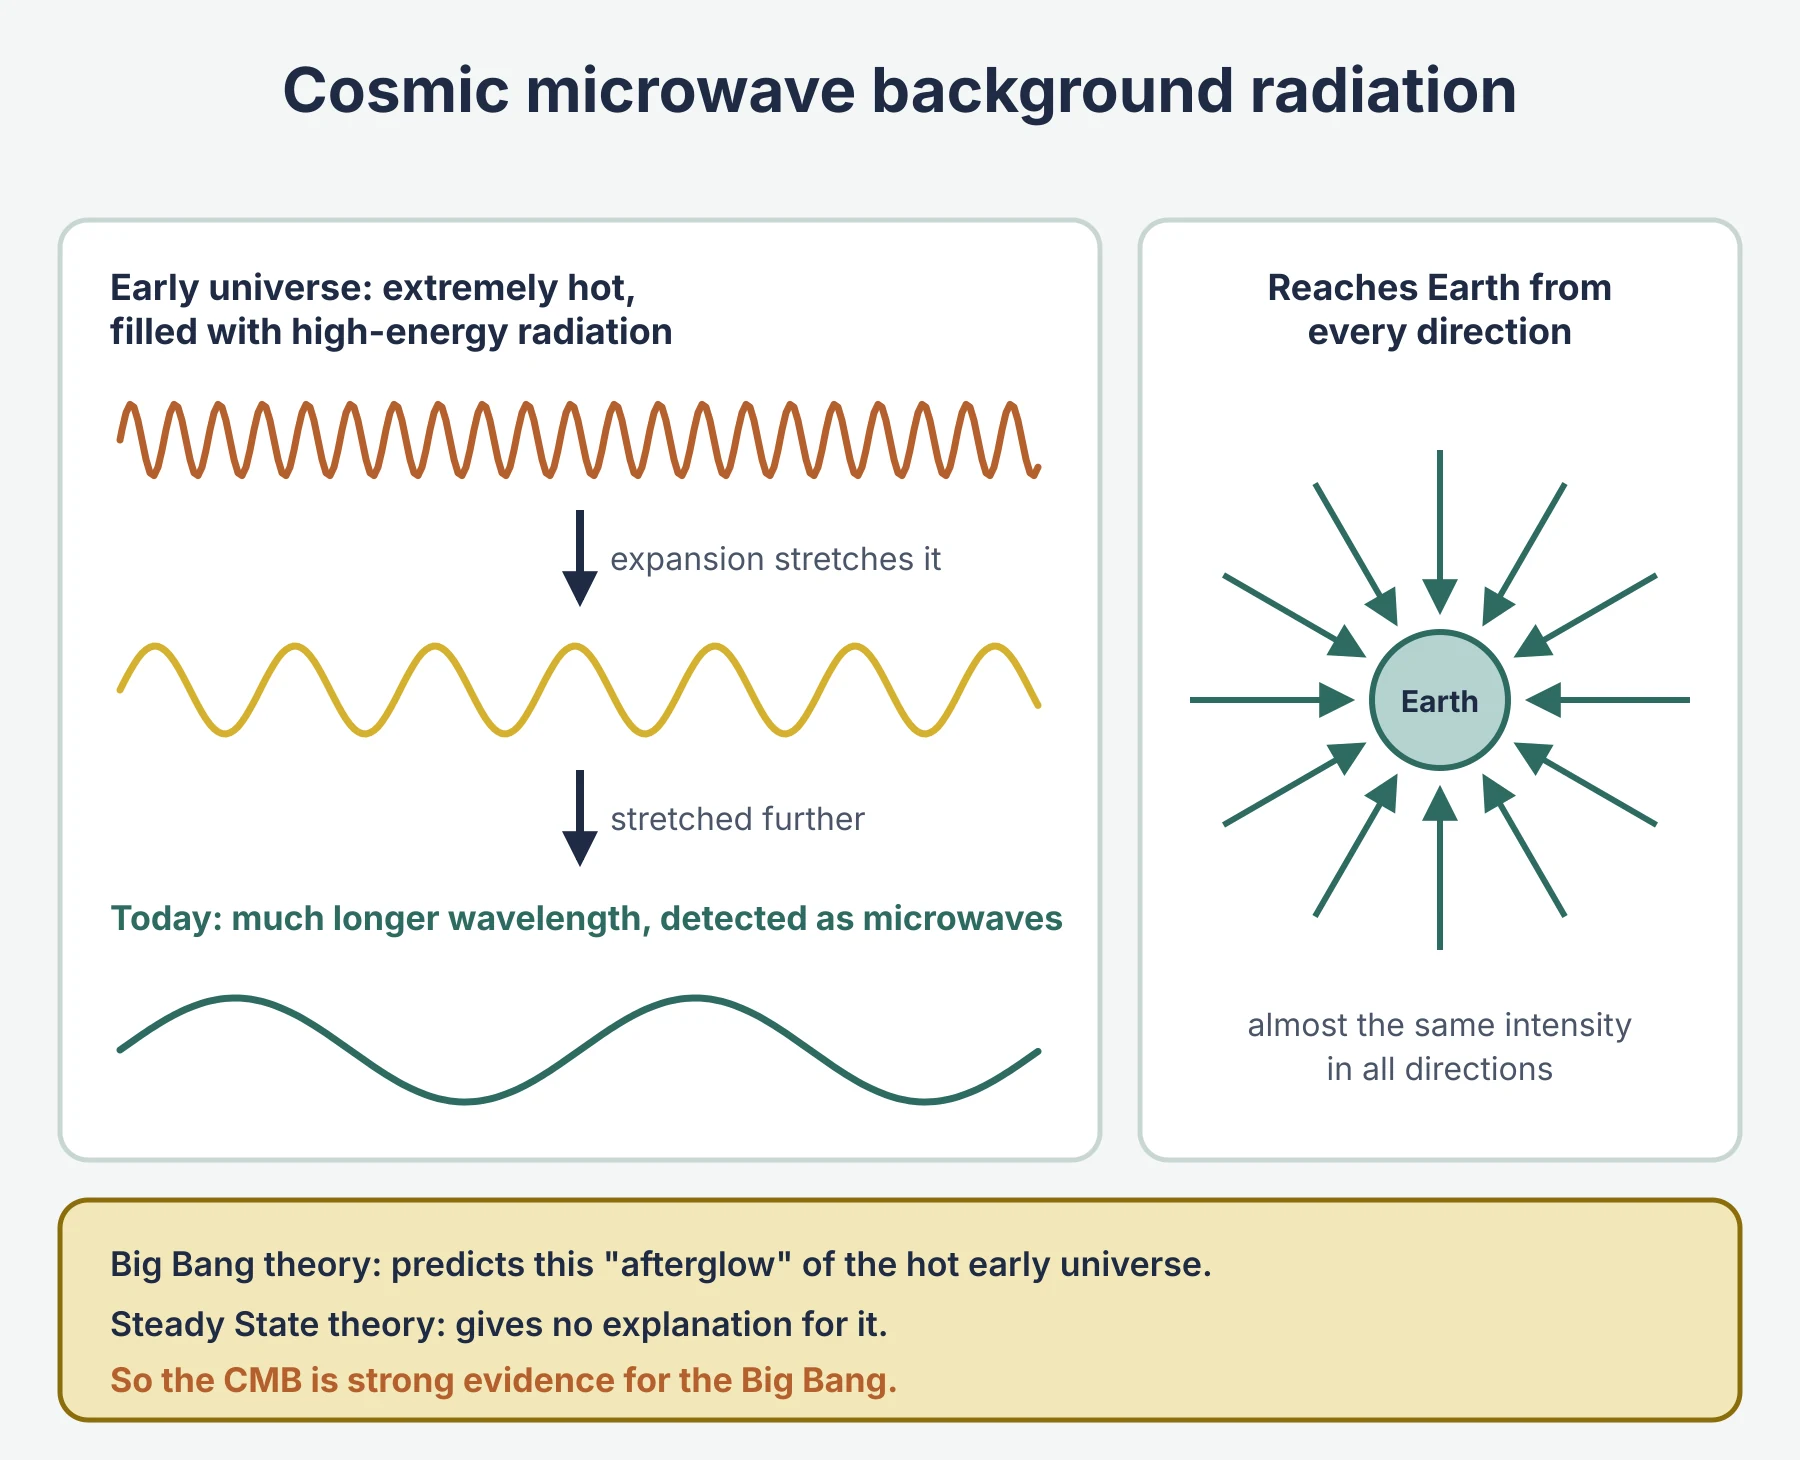 Cosmic microwave background radiation
Early universe: extremely hot,
filled with high-energy radiation
expansion stretches it
stretched further
Today: much longer wavelength, detected as microwaves
Reaches Earth from
every direction
Earth
almost the same intensity
in all directions
Big Bang theory: predicts this "afterglow" of the hot early universe.
Steady State theory: gives no explanation for it.
So the CMB is strong evidence for the Big Bang.